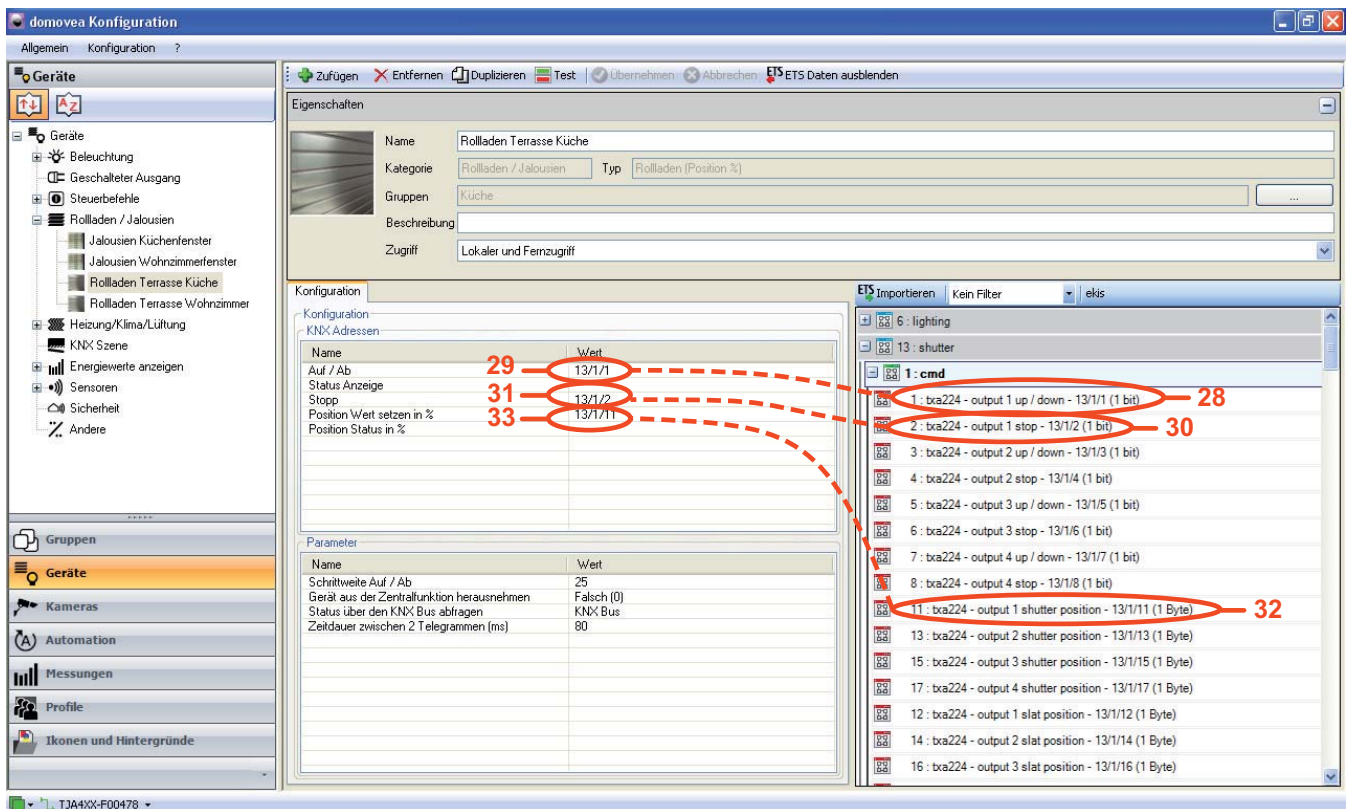 domovea Konfiguration
Allgemein Konfiguration ?
Geräte
Zufügen Entfernen Duplizieren Test Übernehmen Abbrechen ETS ETS Daten ausblenden
Eigenschaften
Geräte
Beleuchtung
Geschalteter Ausgang
Steuerbefehle
Rollladen / Jalousien
Jalousien Küchenfenster
Jalousien Wohnzimmerfenster
Rollladen Terrasse Küche
Rollladen Terrasse Wohnzimmer
Heizung/Klima/Lüftung
KNX Szene
Energiewerte anzeigen
Sensoren
Sicherheit
Andere
Name Rollladen Terrasse Küche
Kategorie Rollladen / Jalousien Typ Rollladen (Position %)
Gruppen Küche ...
Beschreibung
Zugriff Lokaler und Fernzugriff
Konfiguration
Konfiguration
KNX Adressen
Name Wert
Auf / Ab 29 13/1/1
Status Anzeige
Stopp 31 13/1/2
Position Wert setzen in % 33 13/1/11
Position Status in %
Parameter
Name Wert
Schrittweite Auf / Ab 25
Gerät aus der Zentralfunktion herausnehmen Falsch (0)
Status über den KNX Bus abfragen KNX Bus
Zeitdauer zwischen 2 Telegrammen (ms) 80
ETS Importieren Kein Filter ekis
6 : lighting
13 : shutter
1 : cmd
1 : txa224 - output 1 up / down - 13/1/1 (1 bit) 28
2 : txa224 - output 1 stop - 13/1/2 (1 bit) 30
3 : txa224 - output 2 up / down - 13/1/3 (1 bit)
4 : txa224 - output 2 stop - 13/1/4 (1 bit)
5 : txa224 - output 3 up / down - 13/1/5 (1 bit)
6 : txa224 - output 3 stop - 13/1/6 (1 bit)
7 : txa224 - output 4 up / down - 13/1/7 (1 bit)
8 : txa224 - output 4 stop - 13/1/8 (1 bit)
11 : txa224 - output 1 shutter position - 13/1/11 (1 Byte) 32
13 : txa224 - output 2 shutter position - 13/1/13 (1 Byte)
15 : txa224 - output 3 shutter position - 13/1/15 (1 Byte)
17 : txa224 - output 4 shutter position - 13/1/17 (1 Byte)
12 : txa224 - output 1 slat position - 13/1/12 (1 Byte)
14 : txa224 - output 2 slat position - 13/1/14 (1 Byte)
16 : txa224 - output 3 slat position - 13/1/16 (1 Byte)
Gruppen
Geräte
Kameras
Automation
Messungen
Profile
Ikonen und Hintergründe
TJA4XX-F00478